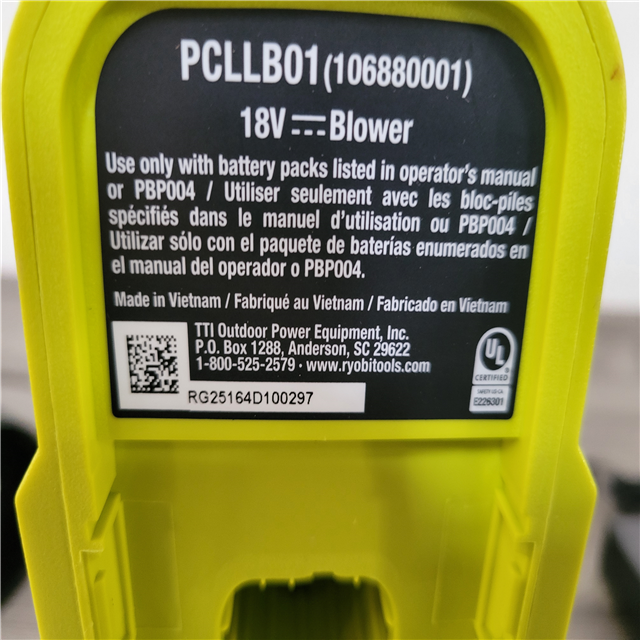 PCLLB01(106880001)
18V Blower
Use only with battery packs listed in operator's manual
or PBP004 / Utiliser seulement avec les bloc-piles
spécifiés dans le manuel d'utilisation ou PBP004 /
Utilizar sólo con el paquete de baterías enumerados en
el manual del operador o PBP004.
Made in Vietnam / Fabriqué au Vietnam / Fabricado en Vietnam
TTI Outdoor Power Equipment, Inc.
P.O. Box 1288, Anderson, SC 29622
1-800-525-2579 · www.ryobitools.com
RG25164D100297
UL
CERTIFIED
E226301